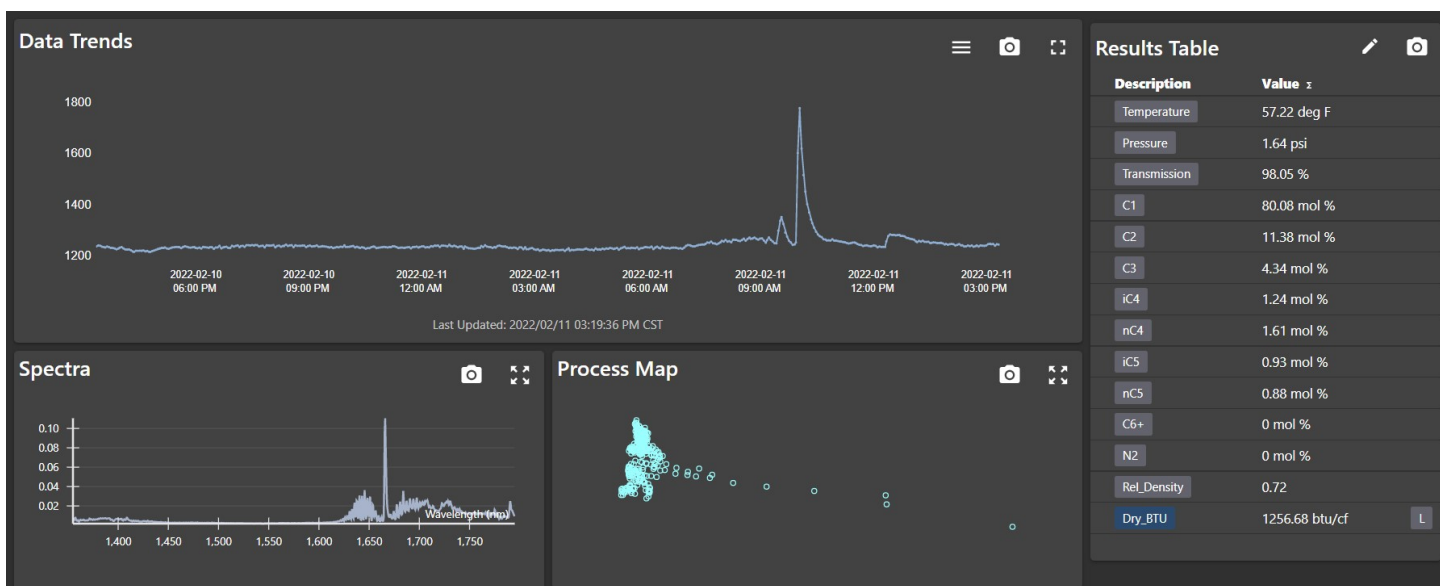 Data Trends
1800
1600
1400
1200
2022-02-10 2022-02-10 2022-02-11 2022-02-11 2022-02-11 2022-02-11 2022-02-11 2022-02-11
06:00 PM 09:00 PM 12:00 AM 03:00 AM 06:00 AM 09:00 AM 12:00 PM 03:00 PM
Last Updated: 2022/02/11 03:19:36 PM CST
Spectra
0.10
0.08
0.06
0.04
0.02
Wavelength (nm)
1,400 1,450 1,500 1,550 1,600 1,650 1,700 1,750
Process Map
Results Table
Description Value Σ
Temperature 57.22 deg F
Pressure 1.64 psi
Transmission 98.05 %
C1 80.08 mol %
C2 11.38 mol %
C3 4.34 mol %
iC4 1.24 mol %
nC4 1.61 mol %
iC5 0.93 mol %
nC5 0.88 mol %
C6+ 0 mol %
N2 0 mol %
Rel_Density 0.72
Dry_BTU 1256.68 btu/cf L